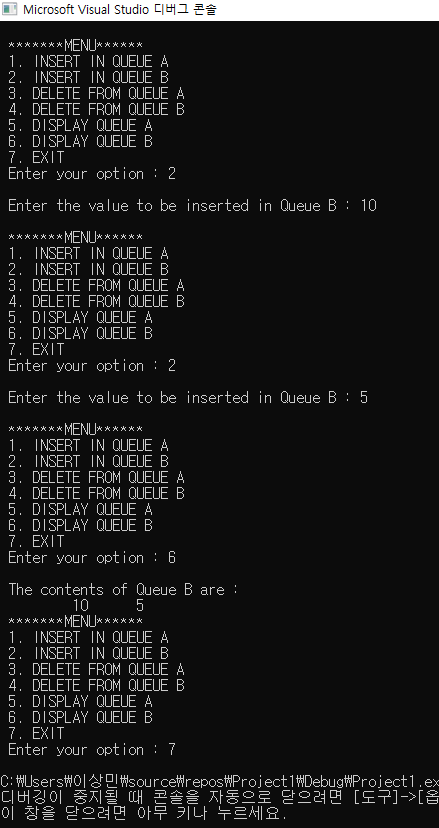 Microsoft Visual Studio 디버그 콘솔
*******MENU******
1. INSERT IN QUEUE A
2. INSERT IN QUEUE B
3. DELETE FROM QUEUE A
4. DELETE FROM QUEUE B
5. DISPLAY QUEUE A
6. DISPLAY QUEUE B
7. EXIT
Enter your option : 2
Enter the value to be inserted in Queue B : 10
*******MENU******
1. INSERT IN QUEUE A
2. INSERT IN QUEUE B
3. DELETE FROM QUEUE A
4. DELETE FROM QUEUE B
5. DISPLAY QUEUE A
6. DISPLAY QUEUE B
7. EXIT
Enter your option : 2
Enter the value to be inserted in Queue B : 5
*******MENU******
1. INSERT IN QUEUE A
2. INSERT IN QUEUE B
3. DELETE FROM QUEUE A
4. DELETE FROM QUEUE B
5. DISPLAY QUEUE A
6. DISPLAY QUEUE B
7. EXIT
Enter your option : 6
The contents of Queue B are :
10 5
*******MENU******
1. INSERT IN QUEUE A
2. INSERT IN QUEUE B
3. DELETE FROM QUEUE A
4. DELETE FROM QUEUE B
5. DISPLAY QUEUE A
6. DISPLAY QUEUE B
7. EXIT
Enter your option : 7
C:₩Users₩이상민₩source₩repos₩Project1₩Debug₩Project1.ex
디버깅이 중지될 때 콘솔을 자동으로 닫으려면 [도구]->[옵
이 창을 닫으려면 아무 키나 누르세요.